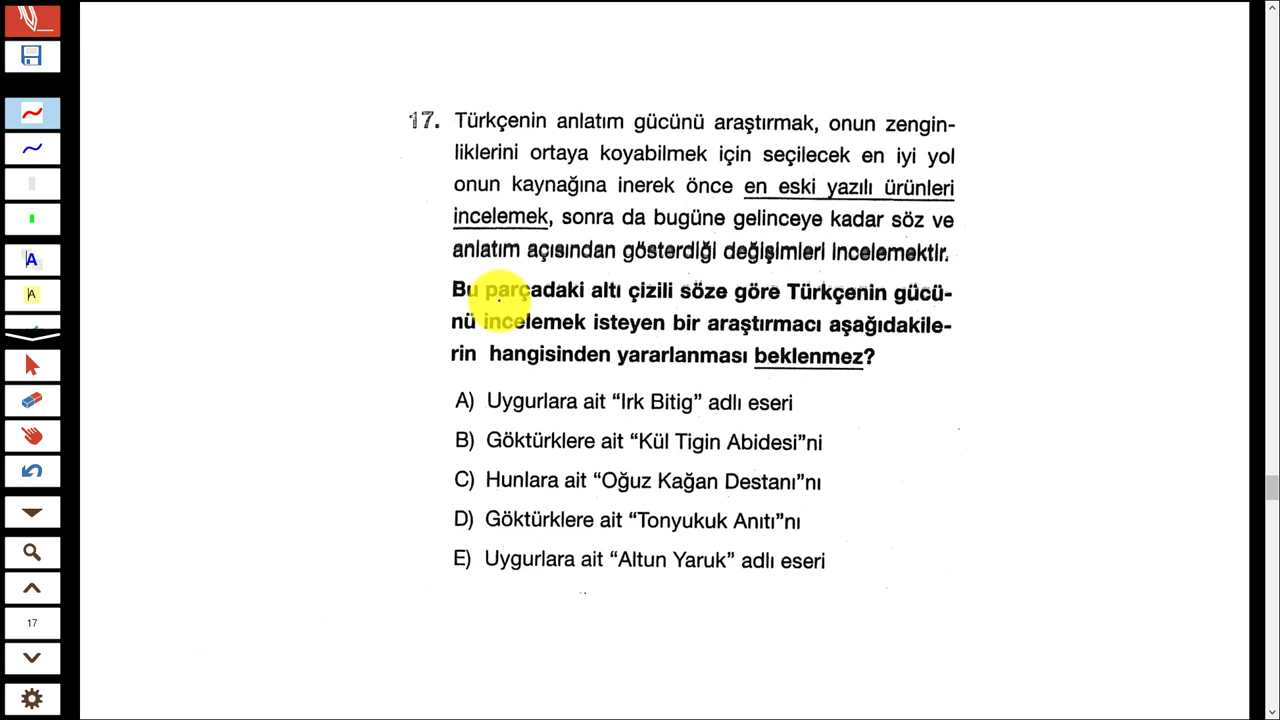 17. Türkçenin anlatım gücünü araştırmak, onun zengin-
liklerini ortaya koyabilmek için seçilecek en iyi yol
onun kaynağına inerek önce en eski yazılı ürünleri
incelemek, sonra da bugüne gelinceye kadar söz ve
anlatım açısından gösterdiği değişimleri incelemektir.
Bu parçadaki altı çizili söze göre Türkçenin gücü-
nü incelemek isteyen bir araştırmacı aşağıdakile-
rin hangisinden yararlanması beklenmez?
A) Uygurlara ait “Irk Bitig” adlı eseri
B) Göktürklere ait “Kül Tigin Abidesi”ni
C) Hunlara ait “Oğuz Kağan Destanı”nı
D) Göktürklere ait “Tonyukuk Anıtı”nı
E) Uygurlara ait “Altun Yaruk” adlı eseri
A
A
17